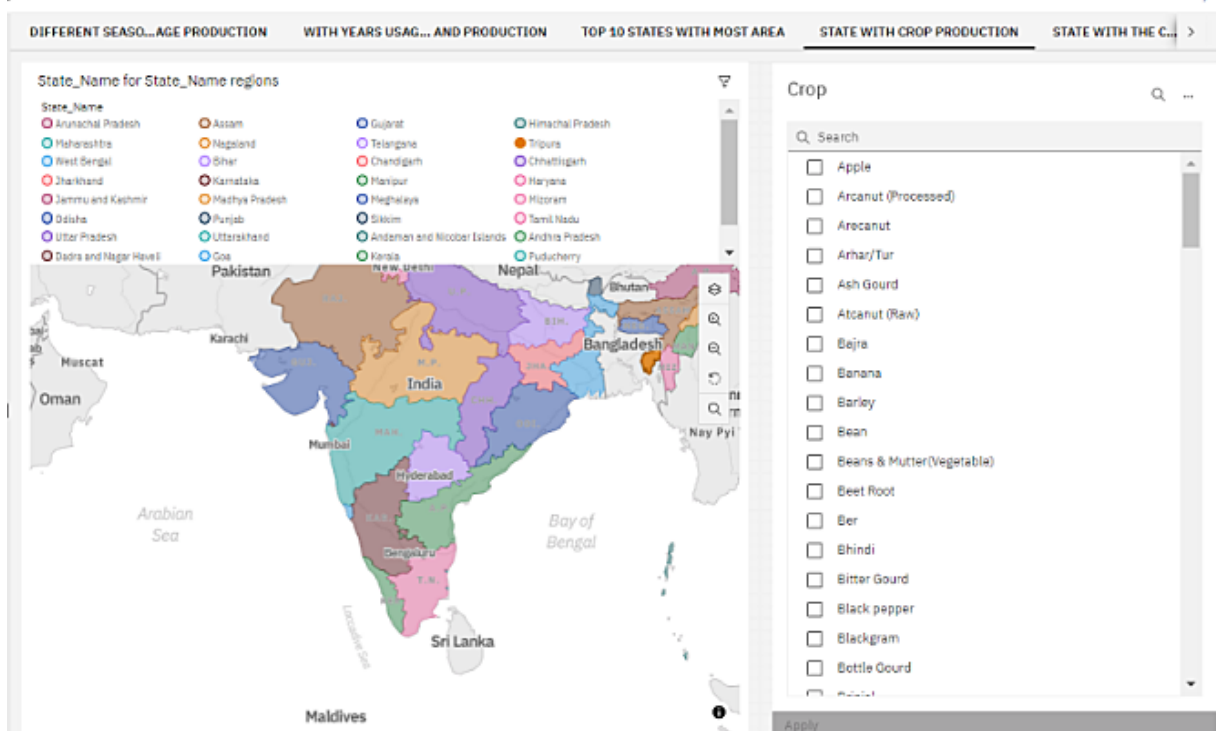 DIFFERENT SEASO...AGE PRODUCTION
WITH YEARS USAG... AND PRODUCTION
TOP 10 STATES WITH MOST AREA
STATE WITH CROP PRODUCTION
STATE WITH THE C...
State_Name for State_Name regions
State_Name
Arunachal Pradesh
Assam
Gujarat
Himachal Pradesh
Maharashtra
Nagaland
Telangana
Tripura
West Bengal
Bihar
Chandigarh
Chhattisgarh
Jharkhand
Karnataka
Manipur
Haryana
Jammu and Kashmir
Madhya Pradesh
Meghalaya
Mizoram
Odisha
Punjab
Sikkim
Tamil Nadu
Uttar Pradesh
Uttarakhand
Andaman and Nicobar Islands
Andhra Pradesh
Dadra and Nagar Haveli
Goa
Kerala
Puducherry
Pakistan
New Delhi
Nepal
Bhutan
Karachi
Bangladesh
Muscat
BIH.
M.P.
JHA.
India
Oman
Nay Pyi
Mumbai
MAH.
Hyderabad
Arabian
Sea
Bay of
Bengal
KAR.
Bengaluru
T.N.
Laccadive Sea
Sri Lanka
Maldives
Crop
Search
Apple
Arcanut (Processed)
Arecanut
Arhar/Tur
Ash Gourd
Atcanut (Raw)
Bajra
Banana
Barley
Bean
Beans & Mutter(Vegetable)
Beet Root
Ber
Bhindi
Bitter Gourd
Black pepper
Blackgram
Bottle Gourd
Apply